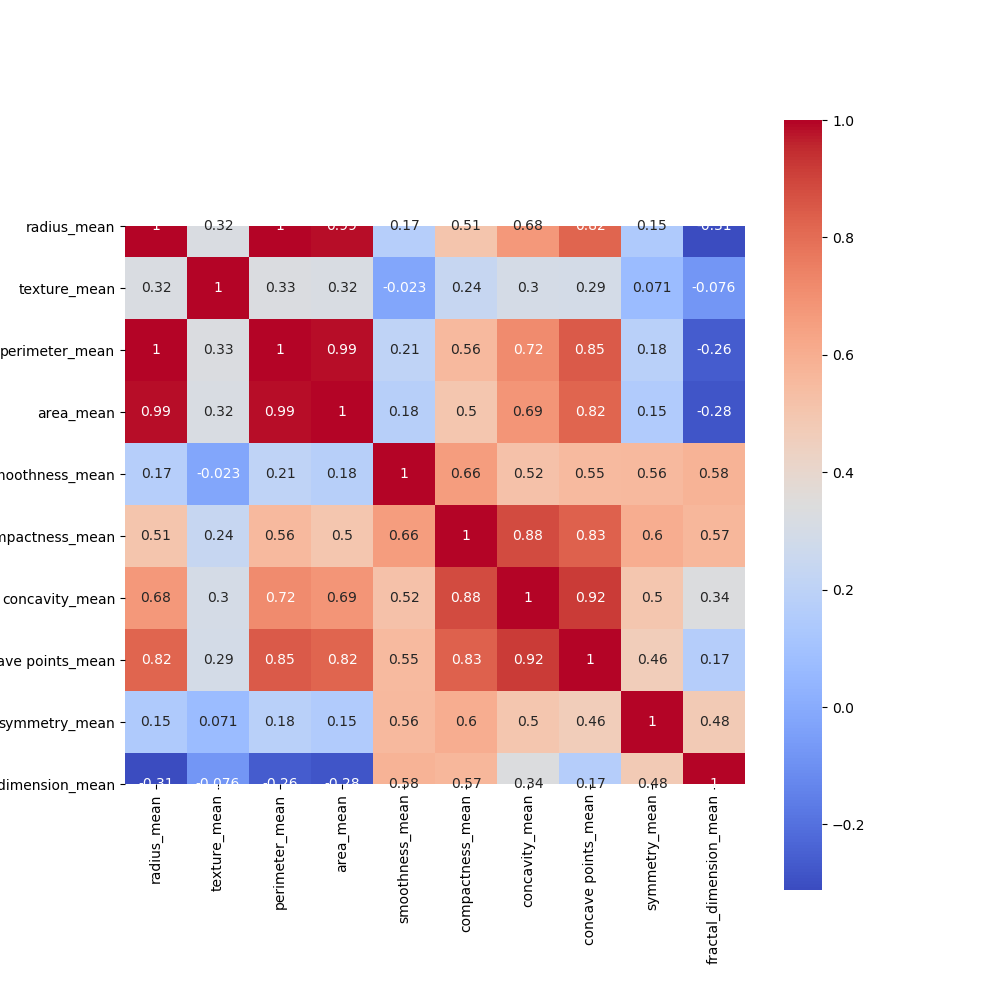 1.0
radius_mean 1 0.32 1 0.99 0.17 0.51 0.68 0.82 0.15 -0.31
0.8
texture_mean 0.32 1 0.33 0.32 -0.023 0.24 0.3 0.29 0.071 -0.076
perimeter_mean 1 0.33 1 0.99 0.21 0.56 0.72 0.85 0.18 -0.26
0.6
area_mean 0.99 0.32 0.99 1 0.18 0.5 0.69 0.82 0.15 -0.28
0.4
moothness_mean 0.17 -0.023 0.21 0.18 1 0.66 0.52 0.55 0.56 0.58
mpactness_mean 0.51 0.24 0.56 0.5 0.66 1 0.88 0.83 0.6 0.57
0.2
concavity_mean 0.68 0.3 0.72 0.69 0.52 0.88 1 0.92 0.5 0.34
ave points_mean 0.82 0.29 0.85 0.82 0.55 0.83 0.92 1 0.46 0.17
0.0
symmetry_mean 0.15 0.071 0.18 0.15 0.56 0.6 0.5 0.46 1 0.48
dimension_mean -0.31 -0.076 -0.26 -0.28 0.58 0.57 0.34 0.17 0.48 1
−0.2
radius_mean
texture_mean
perimeter_mean
area_mean
smoothness_mean
compactness_mean
concavity_mean
concave points_mean
symmetry_mean
fractal_dimension_mean